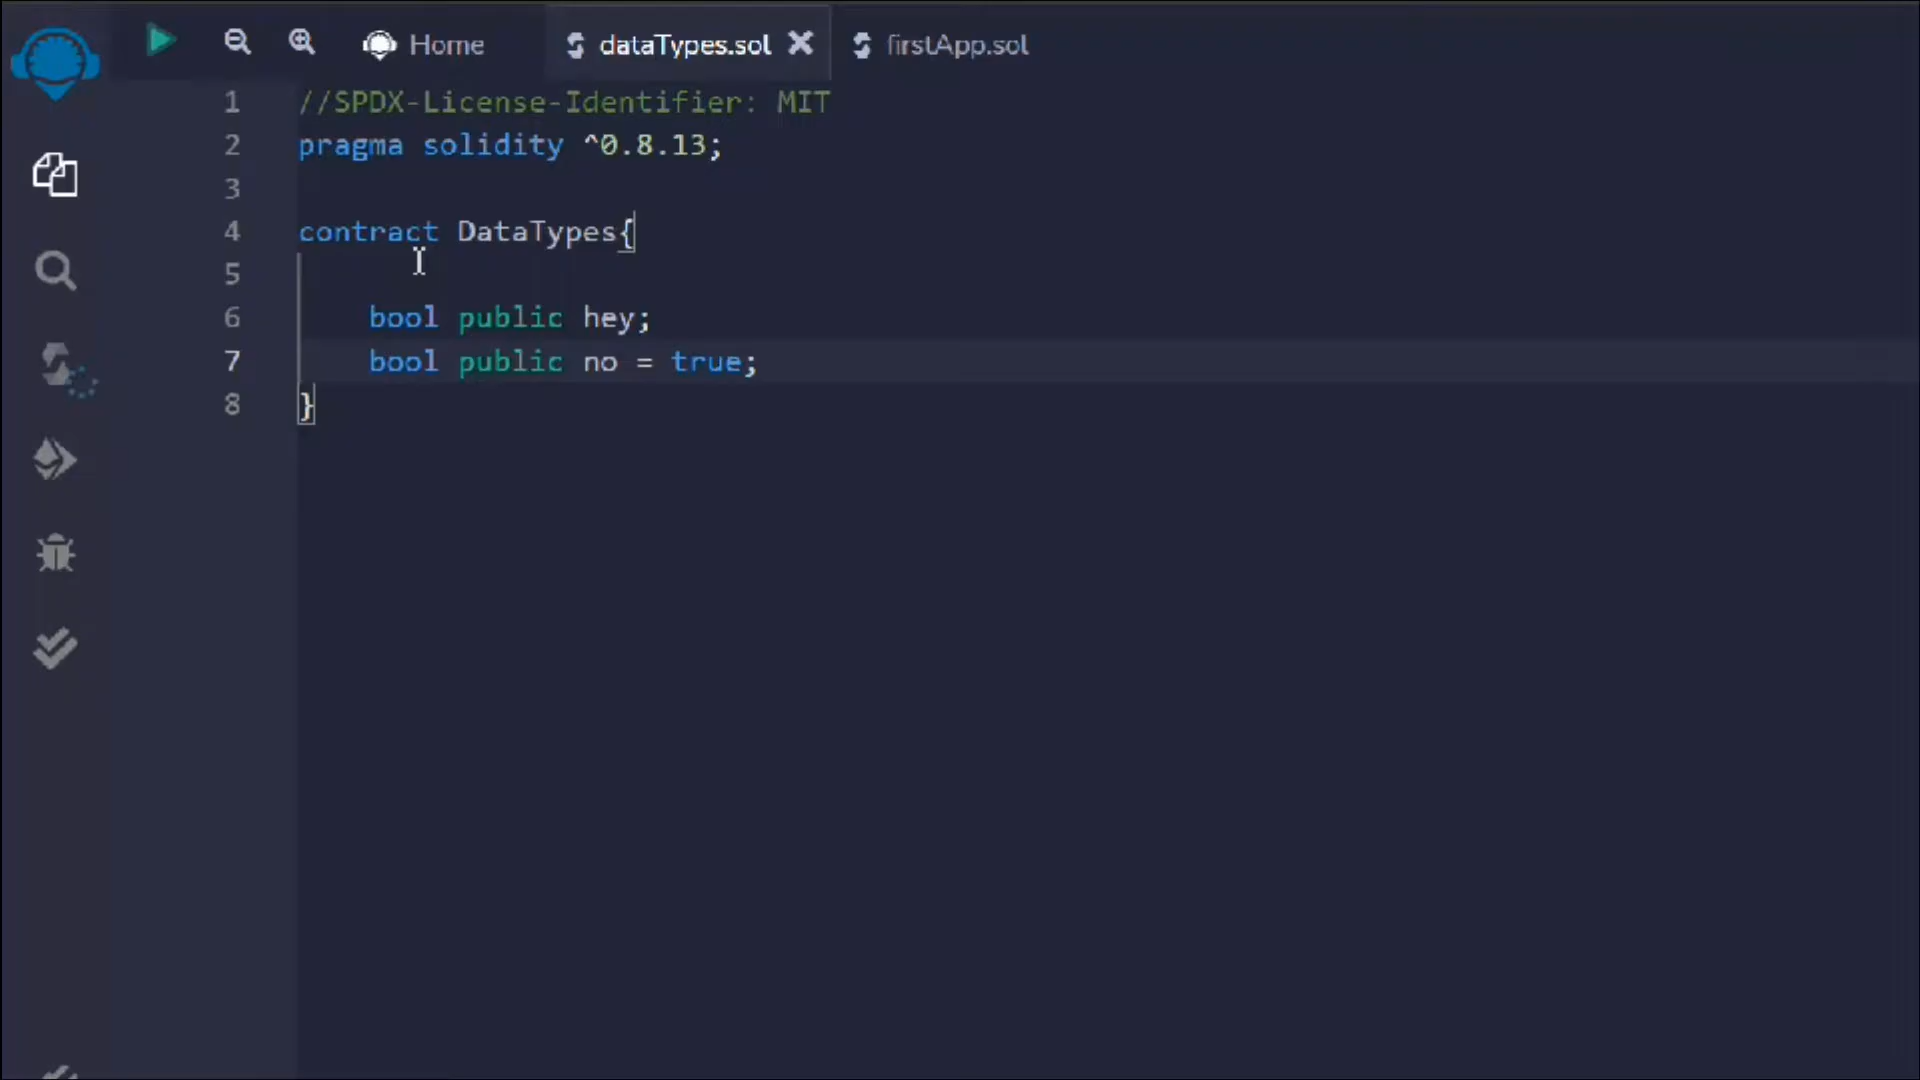 Home dataTypes.sol firstApp.sol
1 //SPDX-License-Identifier: MIT
2 pragma solidity ^0.8.13;
3
4 contract DataTypes{
5
6 bool public hey;
7 bool public no = true;
8 }